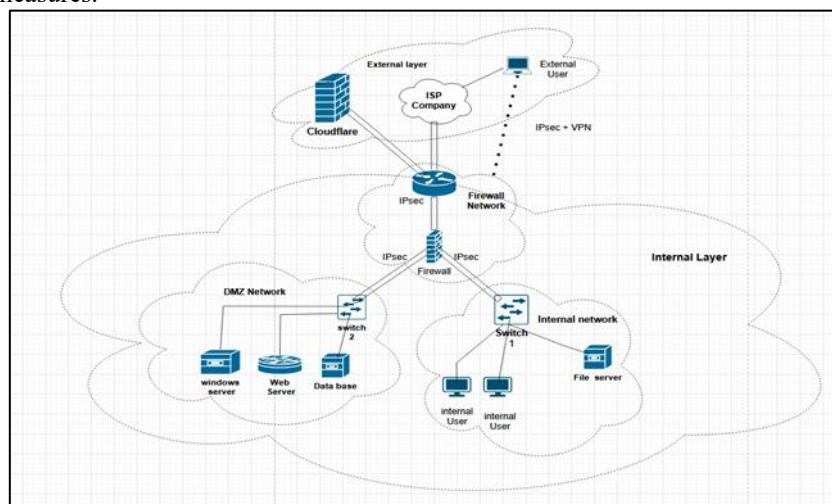 measures.
External layer
External
User
ISP
Company
Cloudflare
IPsec + VPN
IPsec
Firewall
Network
IPsec
IPsec
Firewall
Internal Layer
DMZ Network
switch
2
Internal network
Switch
1
windows
server
Web
Server
Data base
File server
internal
User
internal
User